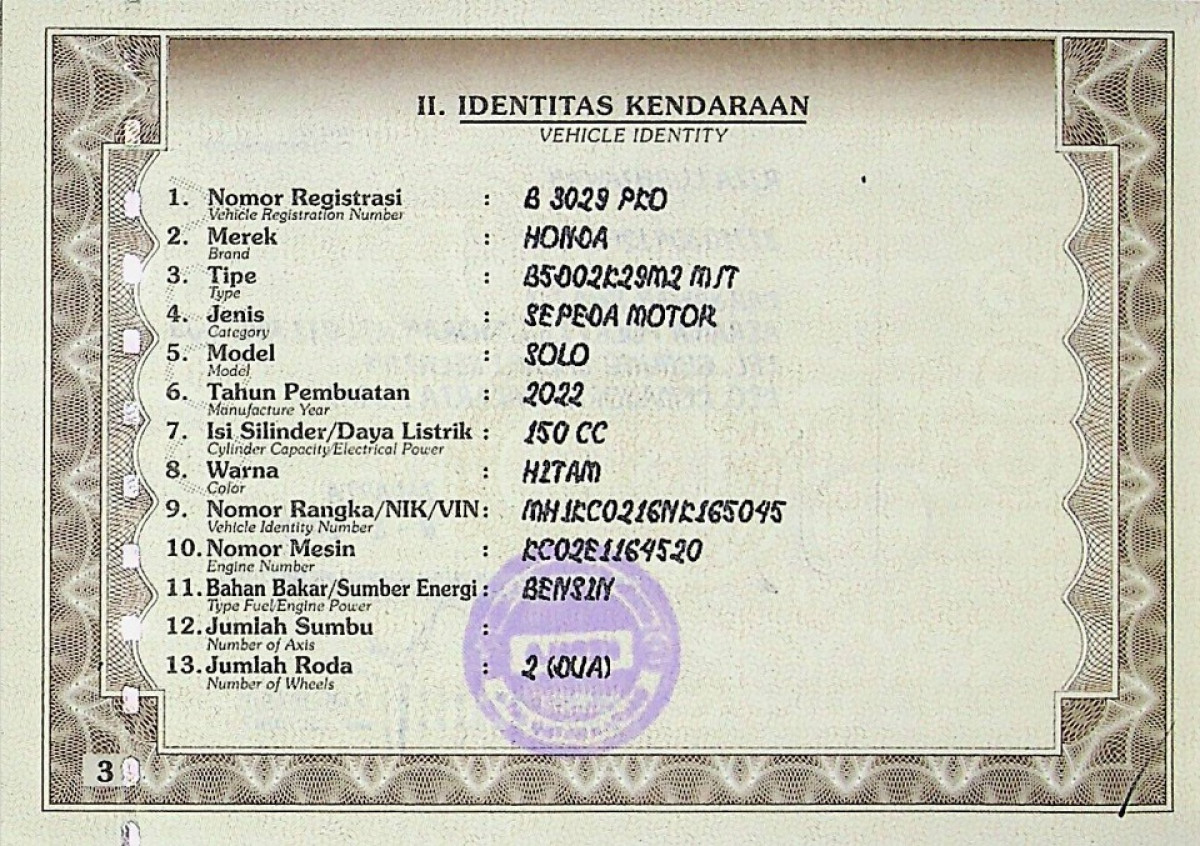 II. IDENTITAS KENDARAAN
VEHICLE IDENTITY
1. Nomor Registrasi : B 3029 PKO
Vehicle Registration Number
2. Merek : HONDA
Brand
3. Tipe : B5D02K29M2 M/T
Type
4. Jenis : SEPEDA MOTOR
Category
5. Model : SOLO
Model
6. Tahun Pembuatan : 2022
Manufacture Year
7. Isi Silinder/Daya Listrik : 150 CC
Cylinder Capacity/Electrical Power
8. Warna : HITAM
Color
9. Nomor Rangka/NIK/VIN : MH1KC0216NK165045
Vehicle Identity Number
10. Nomor Mesin : KC02E1164520
Engine Number
11. Bahan Bakar/Sumber Energi : BENSIN
Type Fuel/Engine Power
12. Jumlah Sumbu :
Number of Axis
13. Jumlah Roda : 2 (DUA)
Number of Wheels
3